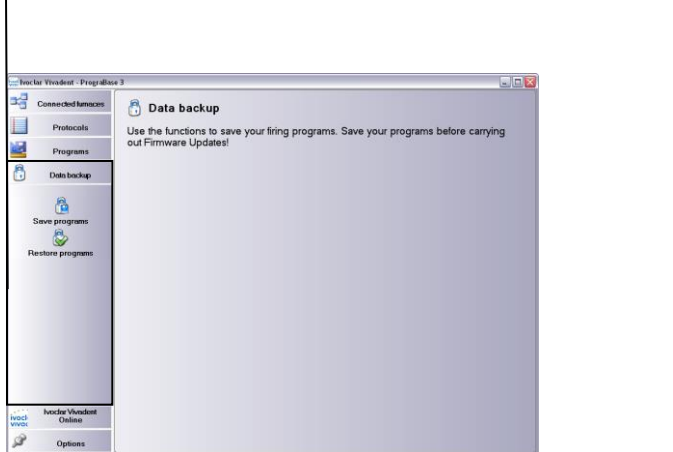 Ivoclar Vivadent - PrograBase 3
Connected furnaces
Protocols
Programs
Data backup
Save programs
Restore programs
Ivoclar Vivadent
Online
Options
Data backup
Use the functions to save your firing programs. Save your programs before carrying
out Firmware Updates!